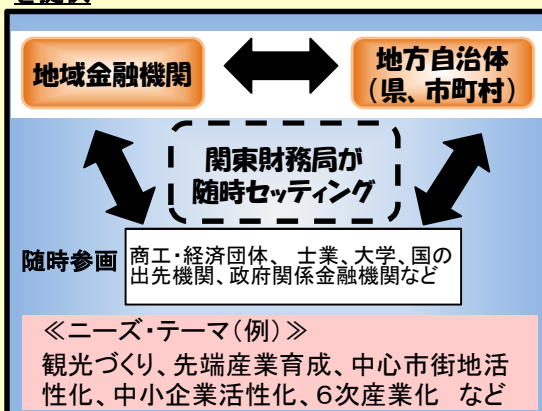 地域金融機関
地方自治体
（県、市町村）
関東財務局が
随時セッティング
随時参画
商工・経済団体、 士業、大学、国の
出先機関、政府関係金融機関など
≪ニーズ・テーマ（例）≫
観光づくり、先端産業育成、中心市街地活
性化、中小企業活性化、６次産業化 など